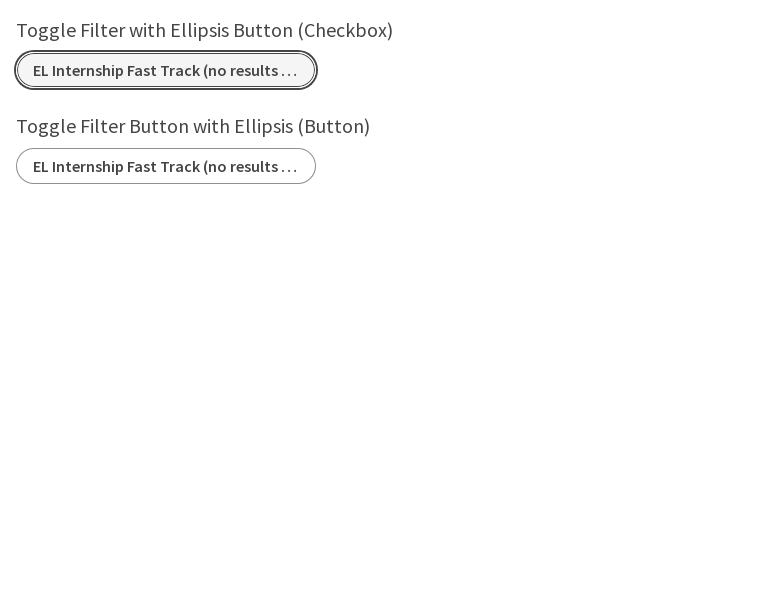 Toggle Filter with Ellipsis Button (Checkbox)
EL Internship Fast Track (no results ...
Toggle Filter Button with Ellipsis (Button)
EL Internship Fast Track (no results ...